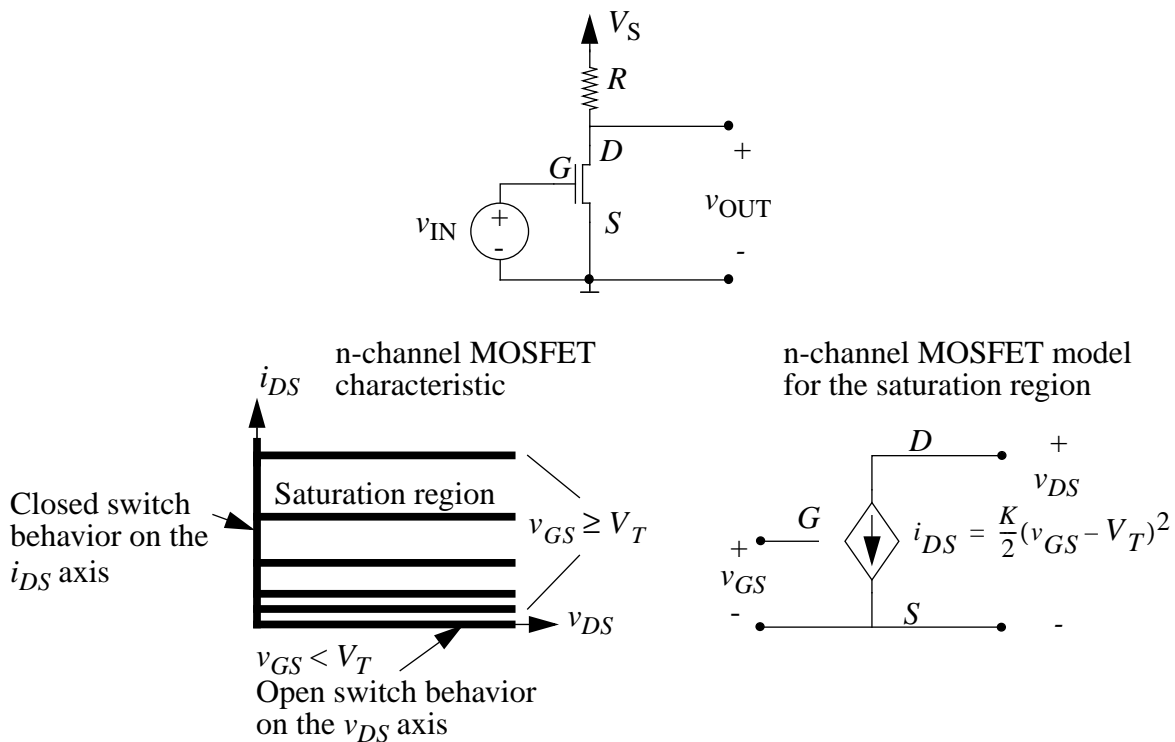 V_S
R
D
G
S
v_IN
+
-
+
v_OUT
-
n-channel MOSFET
characteristic
i_DS
Closed switch
behavior on the
i_DS axis
Saturation region
v_GS ≥ V_T
v_DS
v_GS < V_T
Open switch behavior
on the v_DS axis
n-channel MOSFET model
for the saturation region
D
+
v_DS
G
i_DS = K/2 (v_GS – V_T)^2
+
v_GS
-
S
-